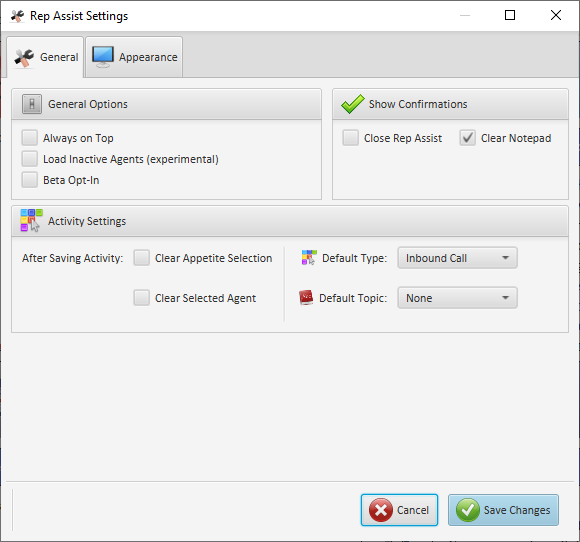 Rep Assist Settings
General
Appearance
General Options
Always on Top
Load Inactive Agents (experimental)
Beta Opt-In
Show Confirmations
Close Rep Assist
Clear Notepad
Activity Settings
After Saving Activity:
Clear Appetite Selection
Clear Selected Agent
Default Type:
Inbound Call
Default Topic:
None
Cancel
Save Changes